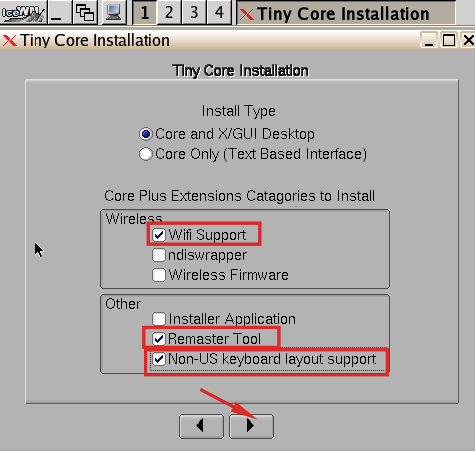 IceWM 1 2 3 4 X Tiny Core Installation
X Tiny Core Installation
Tiny Core Installation
Install Type
Core and X/GUI Desktop
Core Only (Text Based Interface)
Core Plus Extensions Catagories to Install
Wireless
Wifi Support
ndiswrapper
Wireless Firmware
Other
Installer Application
Remaster Tool
Non-US keyboard layout support